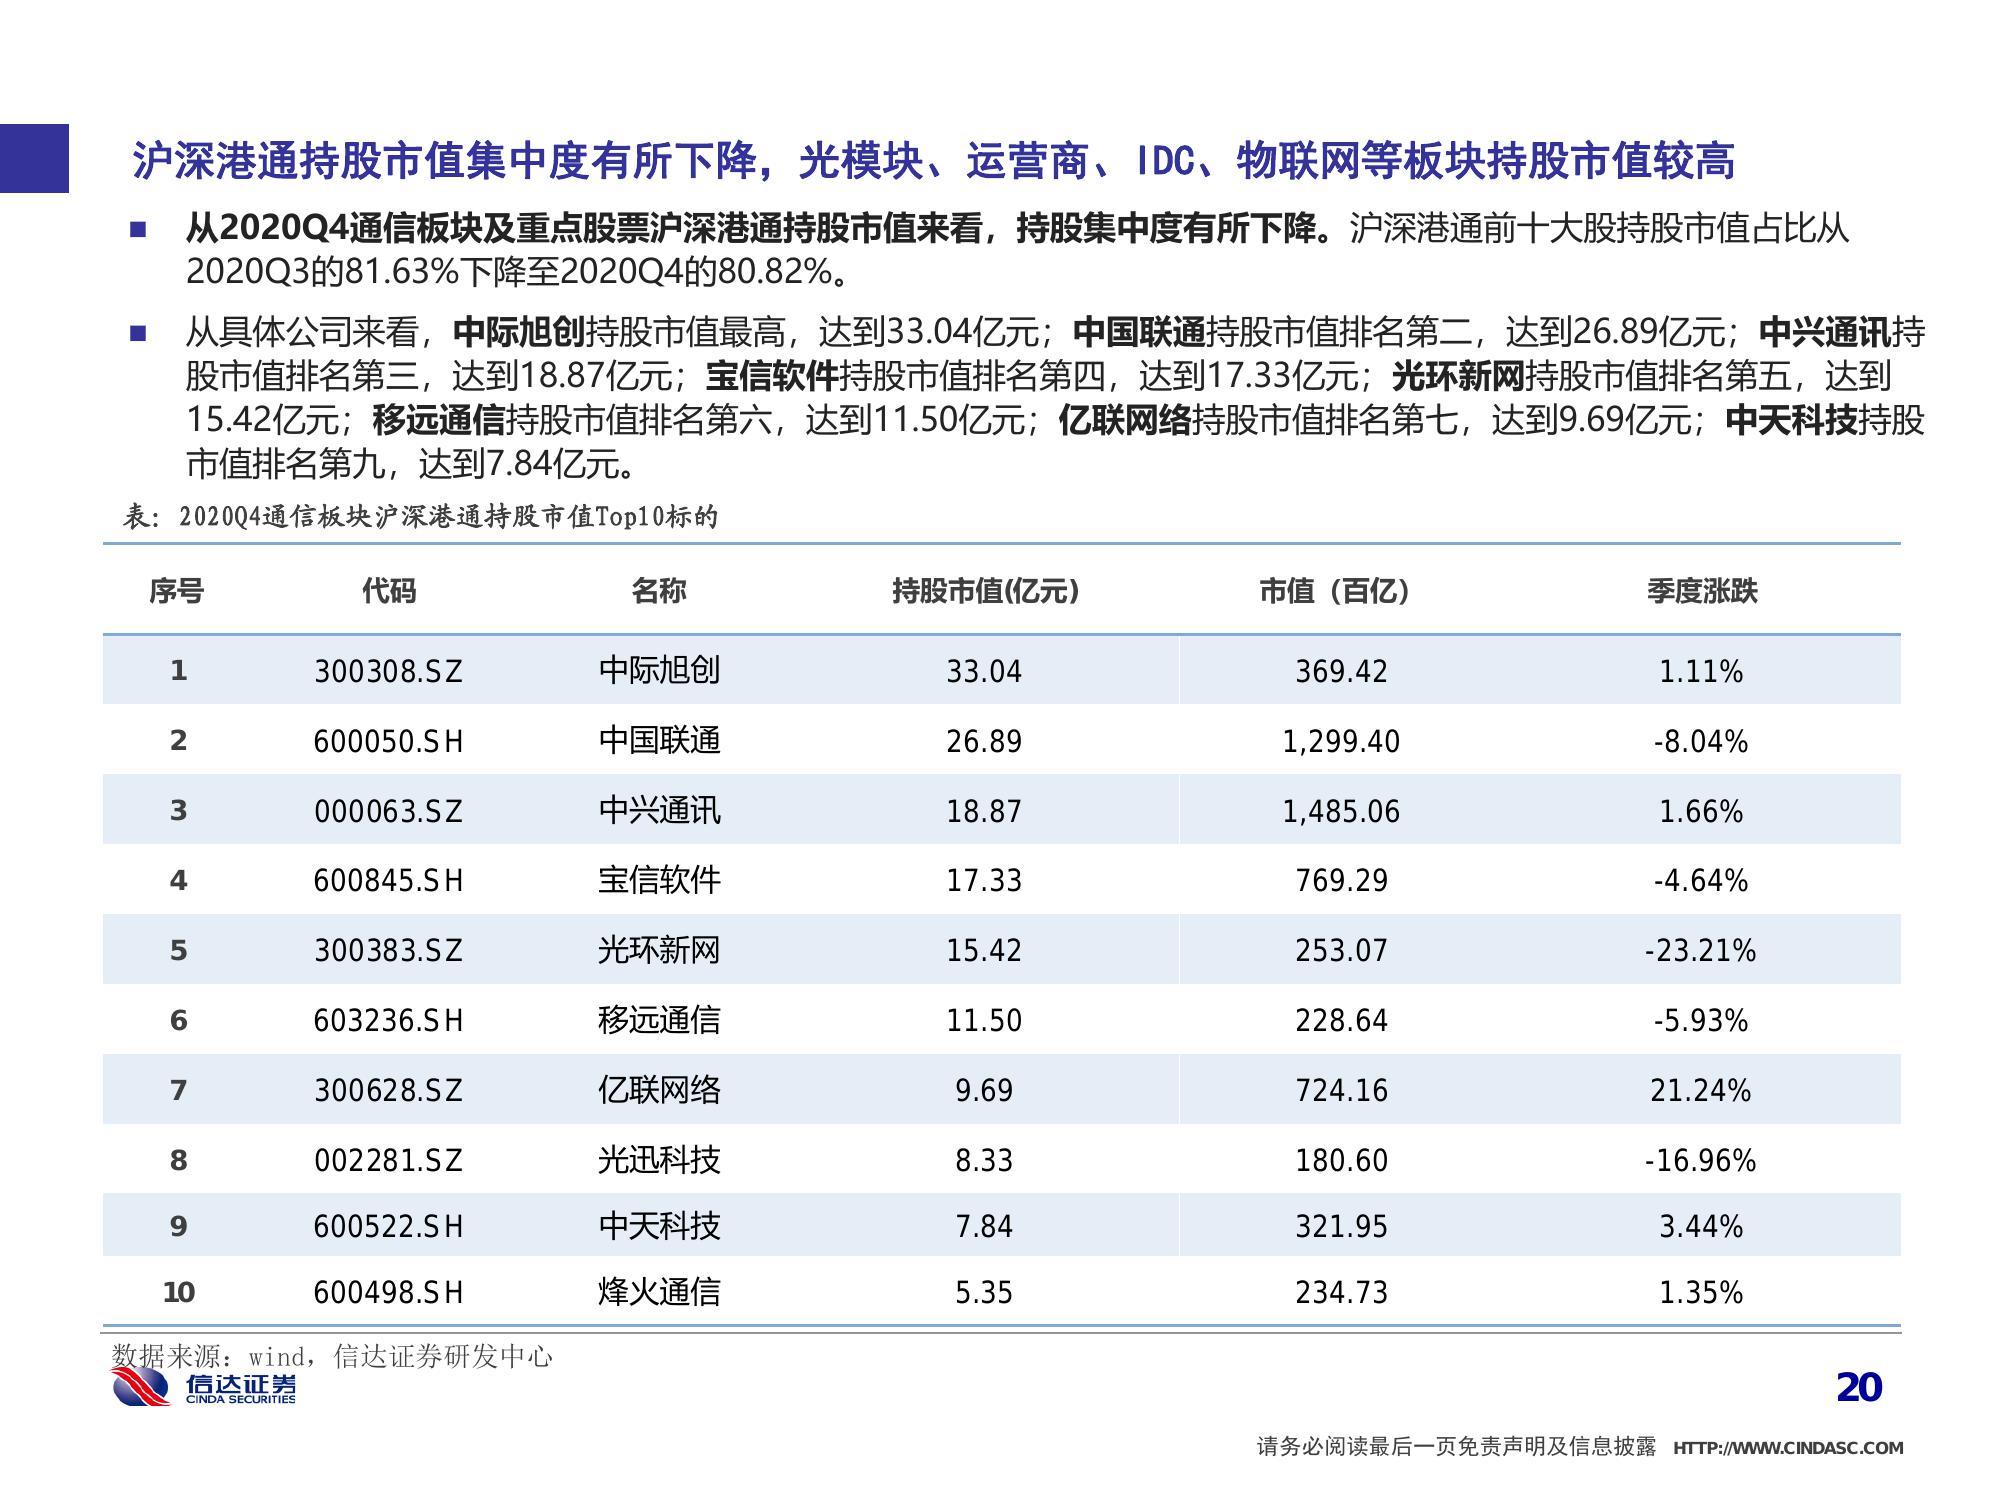 沪深港通持股市值集中度有所下降，光模块、运营商、IDC、物联网等板块持股市值较高
■ 从2020Q4通信板块及重点股票沪深港通持股市值来看，持股集中度有所下降。沪深港通前十大股持股市值占比从
2020Q3的81.63%下降至2020Q4的80.82%。
■ 从具体公司来看，中际旭创持股市值最高，达到33.04亿元；中国联通持股市值排名第二，达到26.89亿元；中兴通讯持
股市值排名第三，达到18.87亿元；宝信软件持股市值排名第四，达到17.33亿元；光环新网持股市值排名第五，达到
15.42亿元；移远通信持股市值排名第六，达到11.50亿元；亿联网络持股市值排名第七，达到9.69亿元；中天科技持股
市值排名第九，达到7.84亿元。
表：2020Q4通信板块沪深港通持股市值Top10标的
序号 代码 名称 持股市值(亿元) 市值（百亿） 季度涨跌
1 300308.SZ 中际旭创 33.04 369.42 1.11%
2 600050.SH 中国联通 26.89 1,299.40 -8.04%
3 000063.SZ 中兴通讯 18.87 1,485.06 1.66%
4 600845.SH 宝信软件 17.33 769.29 -4.64%
5 300383.SZ 光环新网 15.42 253.07 -23.21%
6 603236.SH 移远通信 11.50 228.64 -5.93%
7 300628.SZ 亿联网络 9.69 724.16 21.24%
8 002281.SZ 光迅科技 8.33 180.60 -16.96%
9 600522.SH 中天科技 7.84 321.95 3.44%
10 600498.SH 烽火通信 5.35 234.73 1.35%
数据来源：wind，信达证券研发中心
信达证券
CINDA SECURITIES
20
请务必阅读最后一页免责声明及信息披露 HTTP://WWW.CINDASC.COM